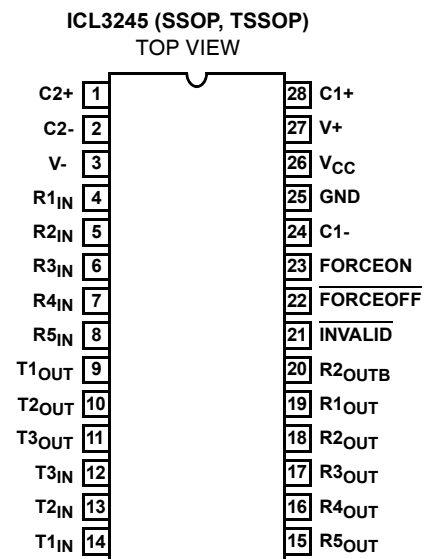 ICL3245 (SSOP, TSSOP)
TOP VIEW
C2+ 1 28 C1+
C2- 2 27 V+
V- 3 26 VCC
R1IN 4 25 GND
R2IN 5 24 C1-
R3IN 6 23 FORCEON
R4IN 7 22 FORCEOFF
R5IN 8 21 INVALID
T1OUT 9 20 R2OUTB
T2OUT 10 19 R1OUT
T3OUT 11 18 R2OUT
T3IN 12 17 R3OUT
T2IN 13 16 R4OUT
T1IN 14 15 R5OUT